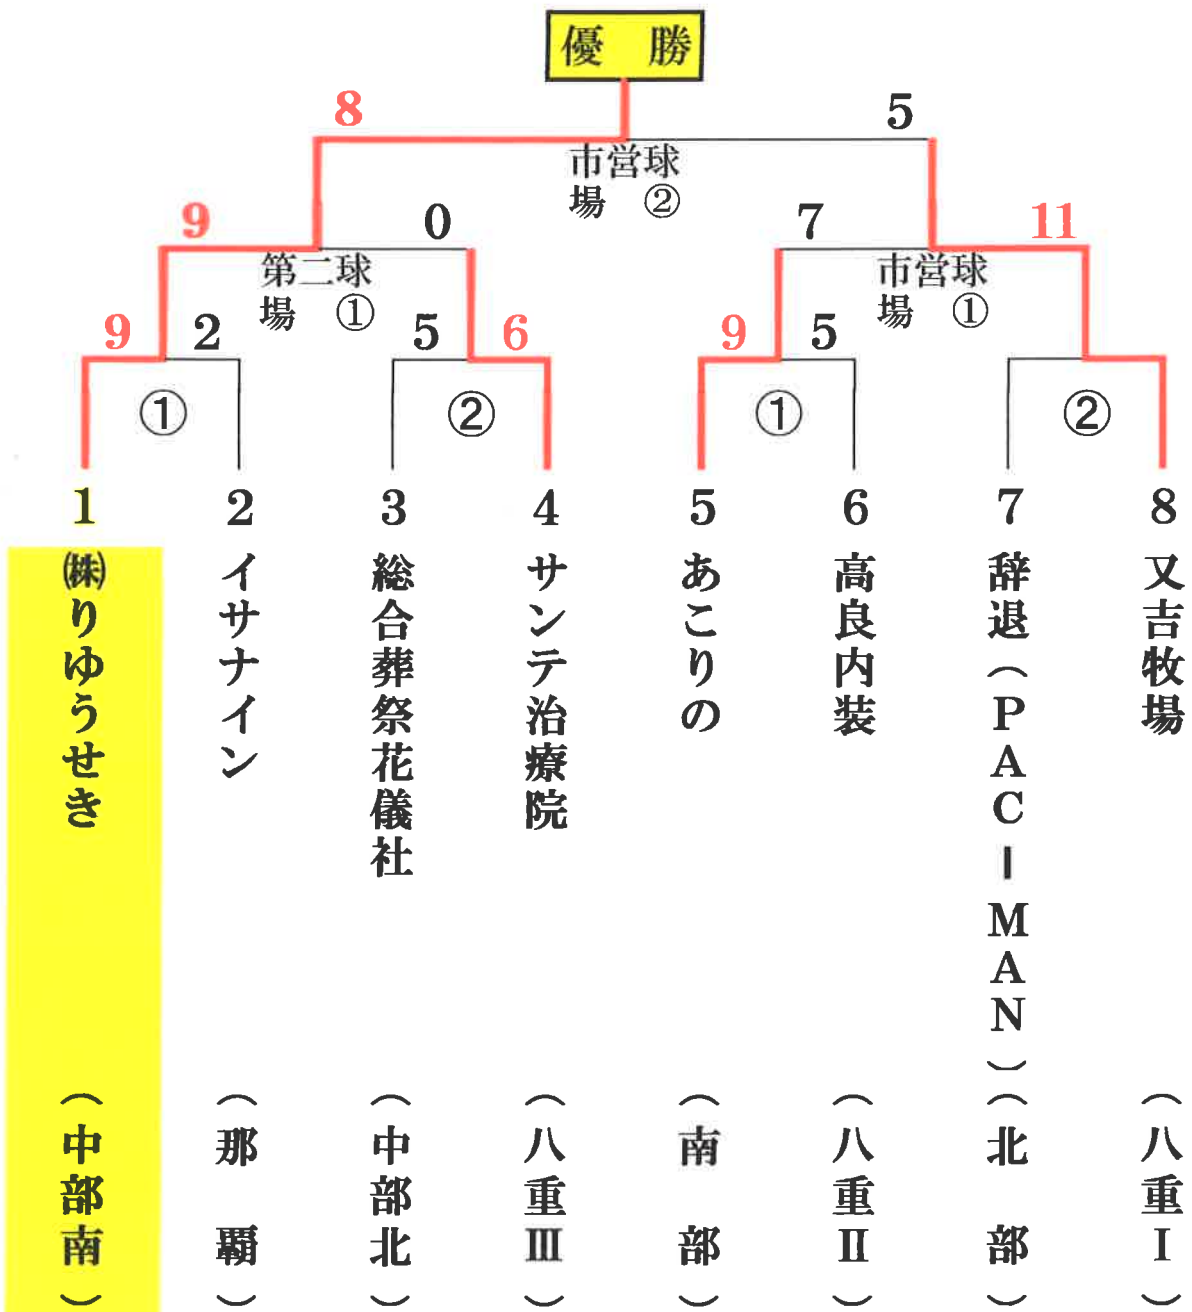 優　勝
8
5
市営球
場　②
9
0
7
11
第二球
場　①
市営球
場　①
9
2
5
6
9
5
①
②
①
②
1
2
3
4
5
6
7
8
㈱りゆうせき
（中部南）
イサナイン
（那　覇）
総合葬祭花儀社
（中部北）
サンテ治療院
（八重Ⅲ）
あこりの
（南　部）
高良内装
（八重Ⅱ）
辞退（ＰＡＣ－ＭＡＮ）
（北　部）
又吉牧場
（八重Ⅰ）